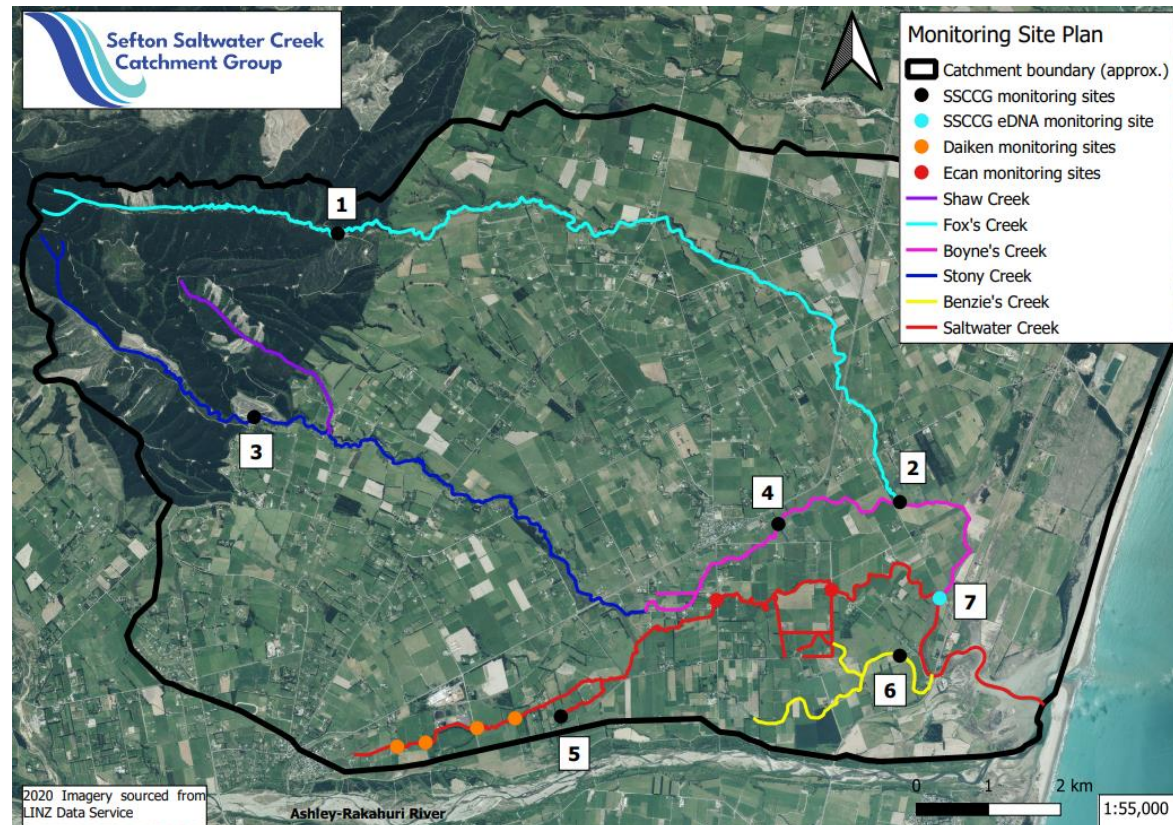 Sefton Saltwater Creek
Catchment Group
Monitoring Site Plan
Catchment boundary (approx.)
SSCCG monitoring sites
SSCCG eDNA monitoring site
Daiken monitoring sites
Ecan monitoring sites
Shaw Creek
Fox's Creek
Boyne's Creek
Stony Creek
Benzie's Creek
Saltwater Creek
1
2
3
4
7
6
5
0 1 2 km
1:55,000
2020 Imagery sourced from
LINZ Data Service
Ashley-Rakahuri River